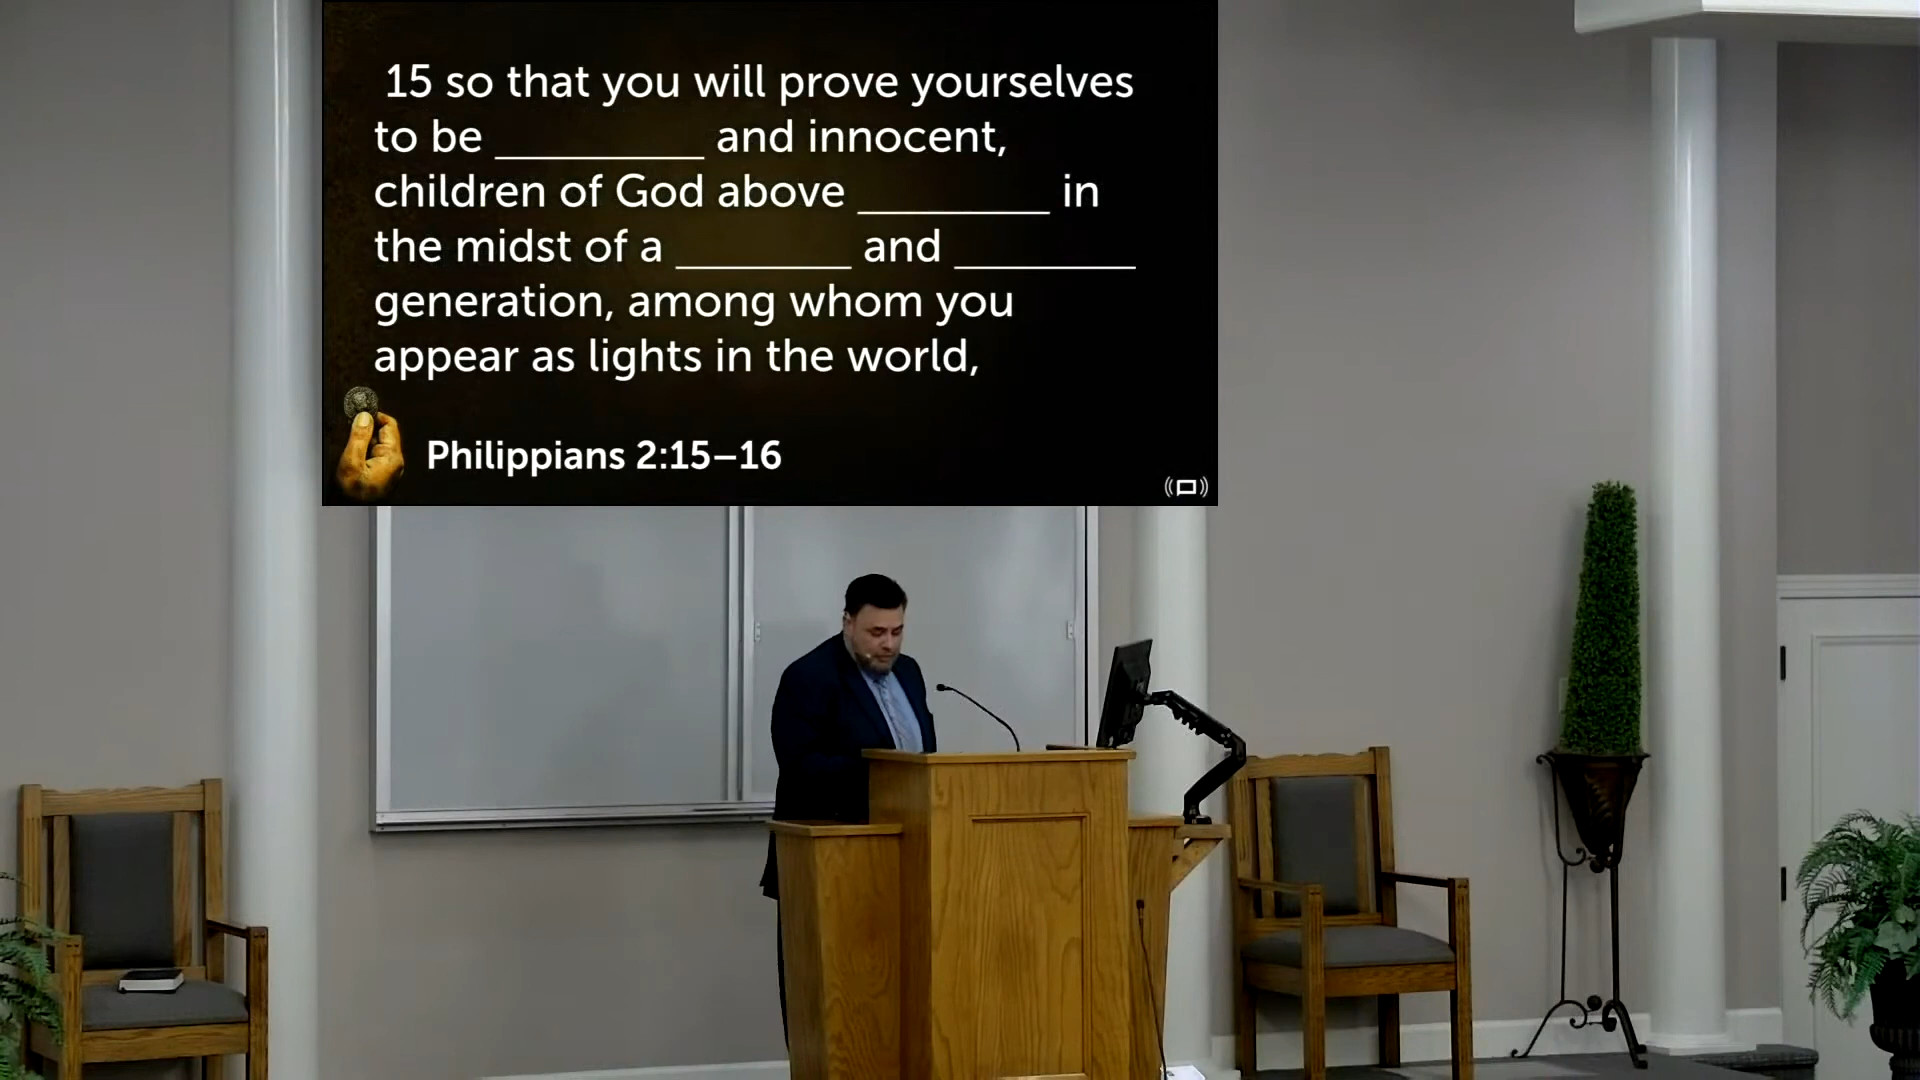 15 so that you will prove yourselves
to be __________ and innocent,
children of God above _________ in
the midst of a ________ and ________
generation, among whom you
appear as lights in the world,
Philippians 2:15–16